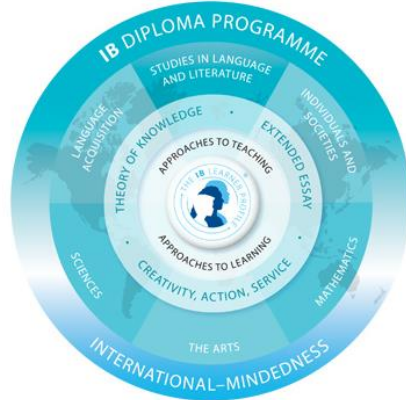 IB DIPLOMA PROGRAMME
STUDIES IN LANGUAGE
AND LITERATURE
LANGUAGE
ACQUISITION
INDIVIDUALS AND
SOCIETIES
THEORY OF KNOWLEDGE
EXTENDED ESSAY
APPROACHES TO TEACHING
THE IB LEARNER PROFILE
APPROACHES TO LEARNING
CREATIVITY, ACTION, SERVICE
SCIENCES
MATHEMATICS
THE ARTS
INTERNATIONAL–MINDEDNESS